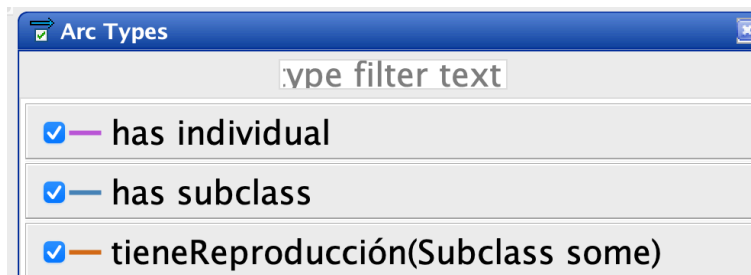 Arc Types
ype filter text
has individual
has subclass
tieneReproducción(Subclass some)